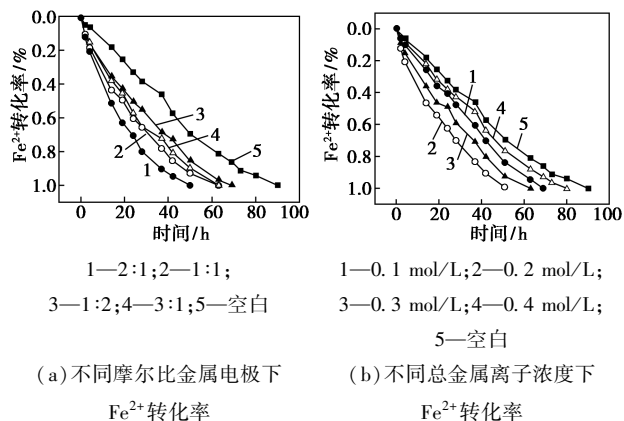 0.0
0.2
0.4
0.6
0.8
1.0
Fe²⁺转化率/%
0 20 40 60 80 100
时间/h
1
2
3
4
5
1—2∶1;2—1∶1;
3—1∶2;4—3∶1;5—空白
(a)不同摩尔比金属电极下
Fe²⁺转化率
0.0
0.2
0.4
0.6
0.8
1.0
Fe²⁺转化率/%
0 20 40 60 80 100
时间/h
1
2
3
4
5
1—0.1 mol/L;2—0.2 mol/L;
3—0.3 mol/L;4—0.4 mol/L;
5—空白
(b)不同总金属离子浓度下
Fe²⁺转化率